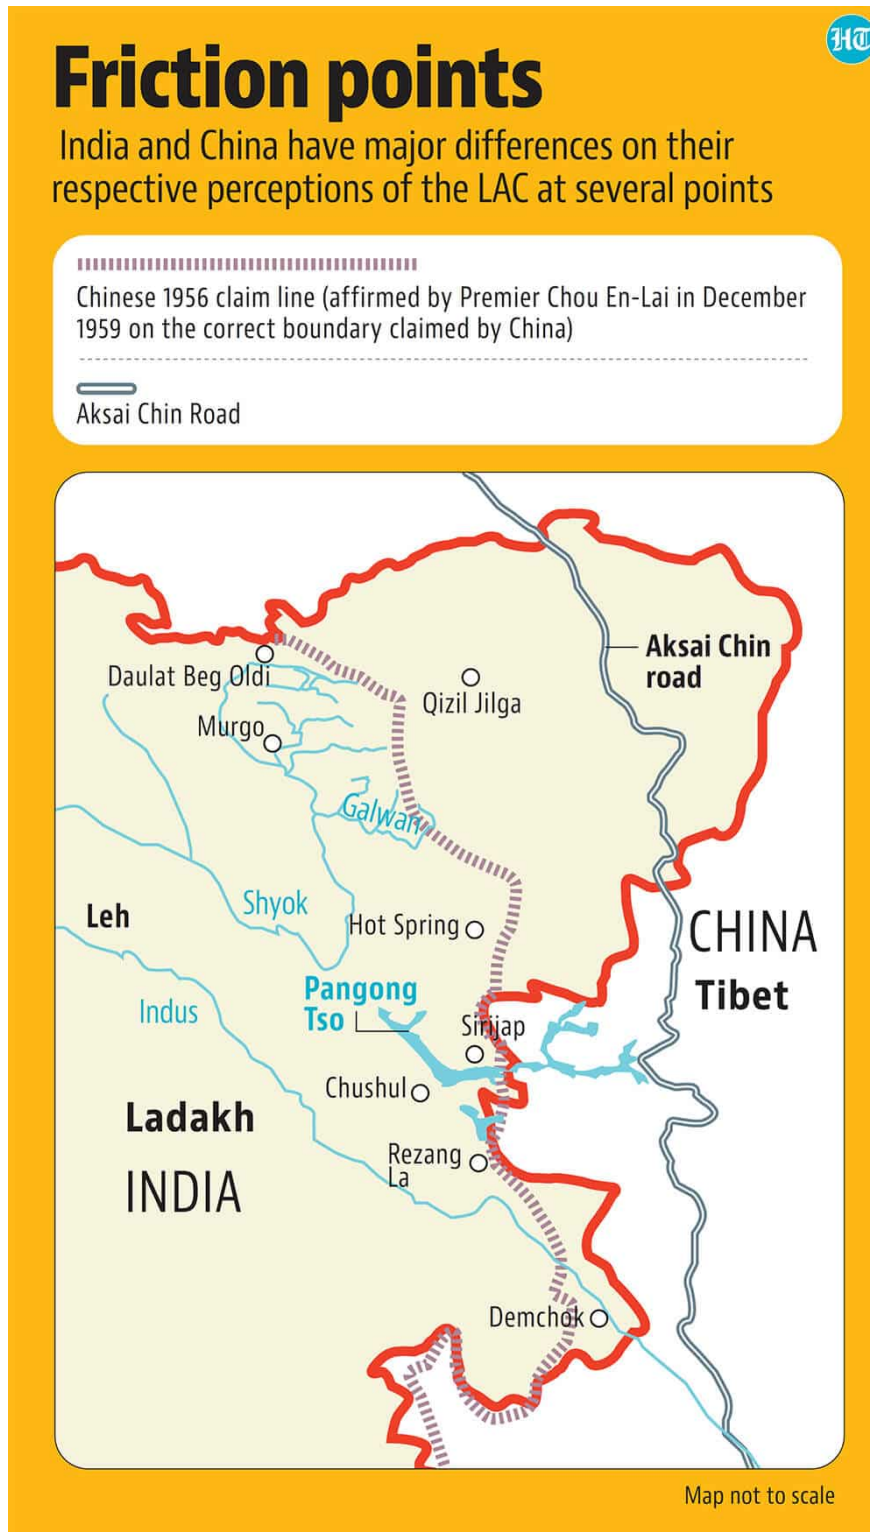 HT
Friction points
India and China have major differences on their
respective perceptions of the LAC at several points
Chinese 1956 claim line (affirmed by Premier Chou En-Lai in December
1959 on the correct boundary claimed by China)
Aksai Chin Road
Aksai Chin
road
Daulat Beg Oldi
Qizil Jilga
Murgo
Galwan
Shyok
Leh
Hot Spring
CHINA
Tibet
Pangong
Tso
Indus
Sirijap
Chushul
Ladakh
Rezang
La
INDIA
Demchok
Map not to scale